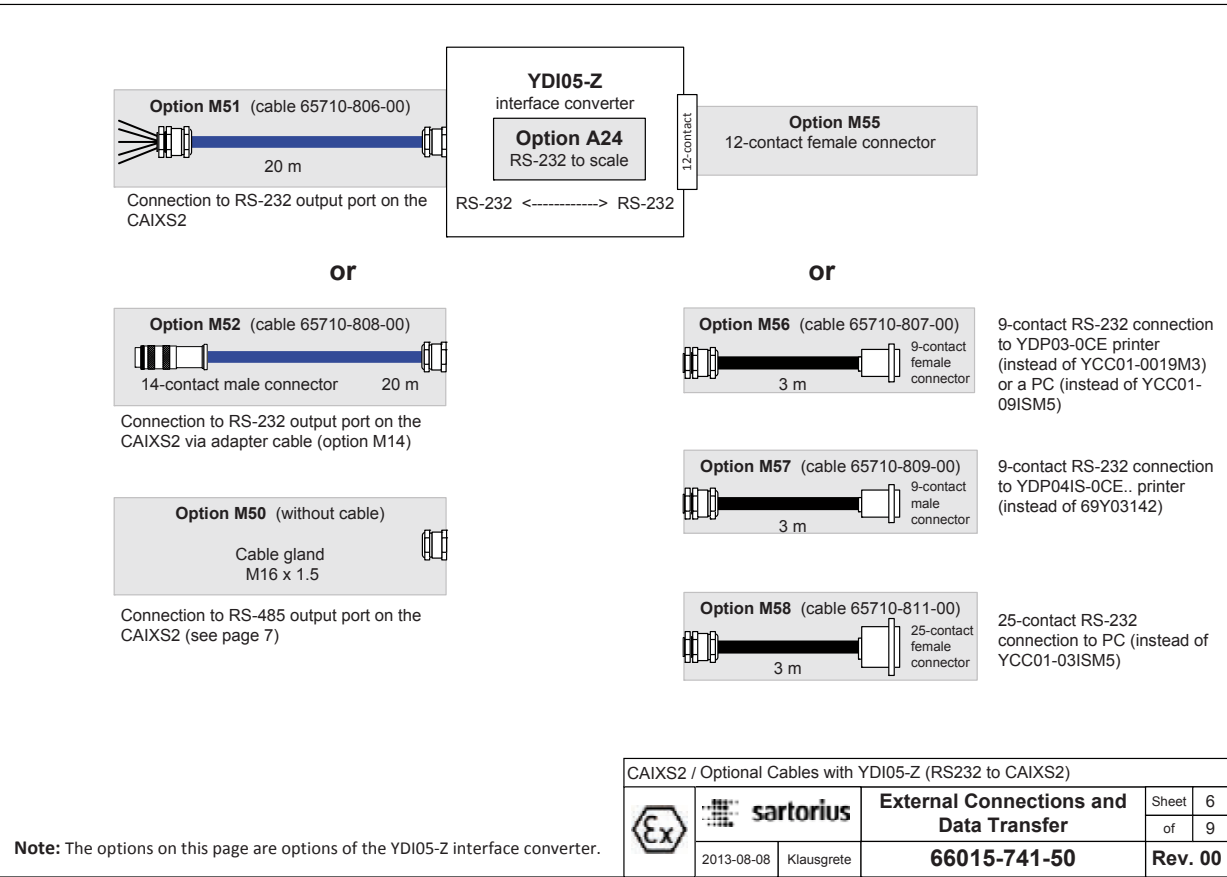 YDI05-Z
interface converter
Option A24
RS-232 to scale
RS-232 <------------> RS-232
12-contact
Option M51 (cable 65710-806-00)
20 m
Connection to RS-232 output port on the
CAIXS2
Option M55
12-contact female connector
or
or
Option M52 (cable 65710-808-00)
14-contact male connector 20 m
Connection to RS-232 output port on the
CAIXS2 via adapter cable (option M14)
Option M50 (without cable)
Cable gland
M16 x 1.5
Connection to RS-485 output port on the
CAIXS2 (see page 7)
Option M56 (cable 65710-807-00)
9-contact
female
connector
3 m
9-contact RS-232 connection
to YDP03-0CE printer
(instead of YCC01-0019M3)
or a PC (instead of YCC01-
09ISM5)
Option M57 (cable 65710-809-00)
9-contact
male
connector
3 m
9-contact RS-232 connection
to YDP04IS-0CE.. printer
(instead of 69Y03142)
Option M58 (cable 65710-811-00)
25-contact
female
connector
3 m
25-contact RS-232
connection to PC (instead of
YCC01-03ISM5)
Note: The options on this page are options of the YDI05-Z interface converter.
CAIXS2 / Optional Cables with YDI05-Z (RS232 to CAIXS2)
Ex
sartorius
External Connections and
Data Transfer
Sheet 6
of 9
2013-08-08 Klausgrete
66015-741-50
Rev. 00